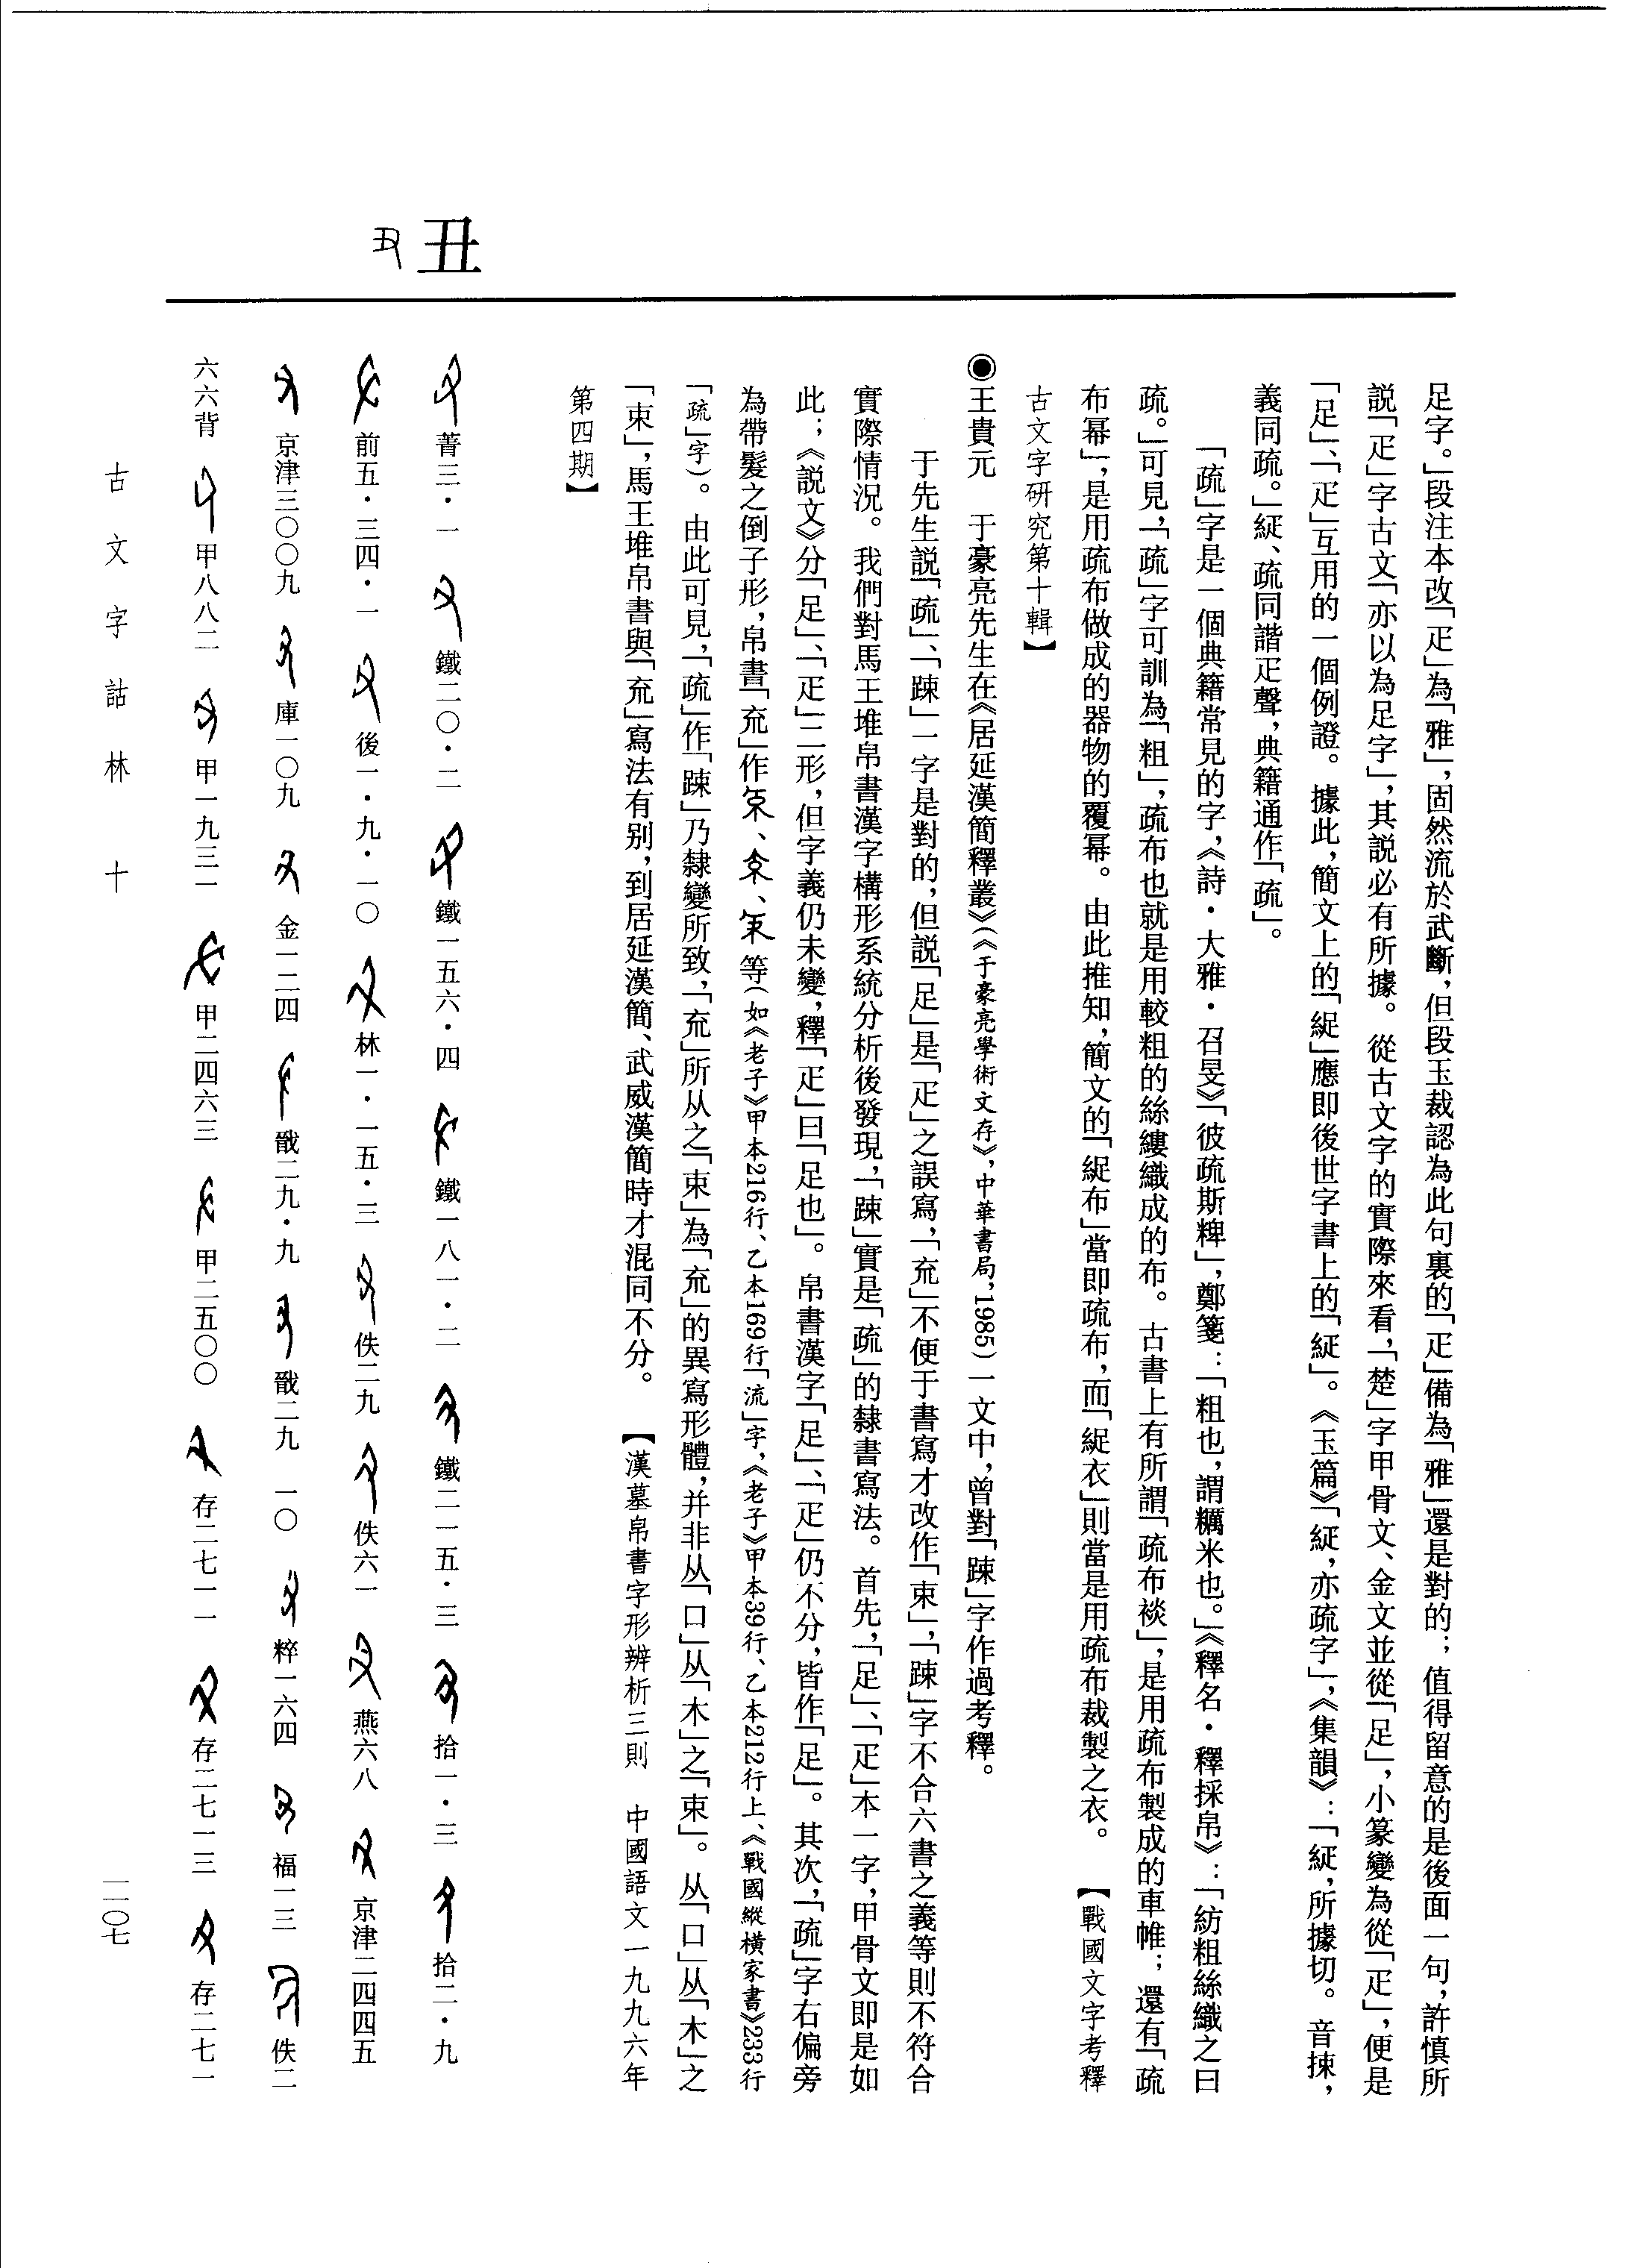 足字。」段注本改「疋」為「雅」，固然流於武斷，但段玉裁認為此句裏的「疋」備為「雅」還是對的；值得留意的是後面一句，許慎所
説「疋」字古文「亦以為足字」，其説必有所據。從古文字的實際來看，「楚」字甲骨文、金文並從「足」，小篆變為從「疋」，便是
「足」、「疋」互用的一個例證。據此，簡文上的「䋤」應即後世字書上的「綎」。《玉篇》「綎，亦疏字」，《集韻》：「綎，所據切。音捒，
義同疏。」綎、疏同諧疋聲，典籍通作「疏」。
「疏」字是一個典籍常見的字，《詩·大雅·召旻》「彼疏斯粺」，鄭箋：「粗也，謂糲米也。」《釋名·釋採帛》：「紡粗絲織之曰
疏。」可見，「疏」字可訓為「粗」，疏布也就是用較粗的絲縷織成的布。古書上有所謂「疏布裧」，是用疏布製成的車帷；還有「疏
布幂」，是用疏布做成的器物的覆幂。由此推知，簡文的「䋤布」當即疏布，而「䋤衣」則當是用疏布裁製之衣。【戰國文字考釋
古文字研究第十輯】
◉王貴元 于豪亮先生在《居延漢簡釋叢》（《于豪亮學術文存》，中華書局，1985）一文中，曾對「踈」字作過考釋。
于先生説「疏」、「踈」一字是對的，但説「足」是「疋」之誤寫，「㐬」不便于書寫才改作「束」，「踈」字不合六書之義等則不符合
實際情況。我們對馬王堆帛書漢字構形系統分析後發現，「踈」實是「疏」的隸書寫法。首先，「足」、「疋」本一字，甲骨文即是如
此；《説文》分「足」、「疋」二形，但字義仍未變，釋「疋」曰「足也」。帛書漢字「足」、「疋」仍不分，皆作「足」。其次，「疏」字右偏旁
為帶髮之倒子形，帛書「㐬」作、、等（如《老子》甲本216行、乙本169行「流」字，《老子》甲本39行、乙本212行上、《戰國縱橫家書》233行
「疏」字）。由此可見，「疏」作「踈」乃隸變所致，「㐬」所从之「束」為「㐬」的異寫形體，并非从「口」从「木」之「束」。从「口」从「木」之
「束」，馬王堆帛書與「㐬」寫法有别，到居延漢簡、武威漢簡時才混同不分。【漢墓帛書字形辨析三則 中國語文一九九六年
第四期】
丑
菁三·一 鐵二〇·二 鐵一五六·四 鐵一八一·二 鐵二一五·三 拾一·三 拾二·九
前五·三四·一 後一·九·一〇 林一·一五·三 佚二九 佚六一 燕六八 京津二四四五
京津三〇〇九 庫一〇九 金一二四 戩二九·九 戩二九 一〇 粹一六四 福一三 佚二
六六背 甲八八二 甲一九三一 甲二四六三 甲二五〇〇 存二七一一 存二七一三 存二七一
古文字詁林 十
一一〇七